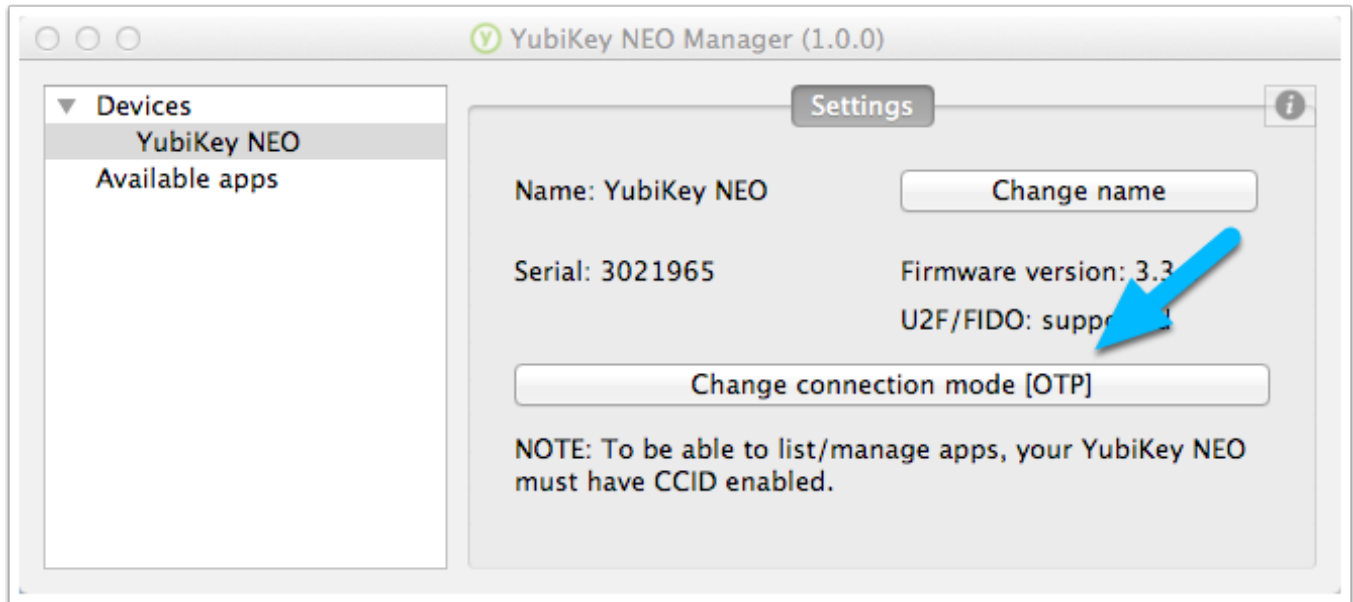 YubiKey NEO Manager (1.0.0)
Devices
YubiKey NEO
Available apps
Settings
Name: YubiKey NEO
Change name
Serial: 3021965
Firmware version: 3.3
U2F/FIDO:
Change connection mode [OTP]
NOTE: To be able to list/manage apps, your YubiKey NEO
must have CCID enabled.